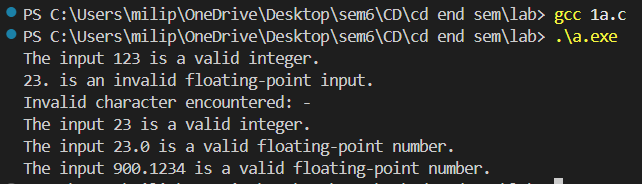 PS C:\Users\milip\OneDrive\Desktop\sem6\CD\cd end sem\lab> gcc 1a.c
PS C:\Users\milip\OneDrive\Desktop\sem6\CD\cd end sem\lab> .\a.exe
The input 123 is a valid integer.
23. is an invalid floating-point input.
Invalid character encountered: -
The input 23 is a valid integer.
The input 23.0 is a valid floating-point number.
The input 900.1234 is a valid floating-point number.